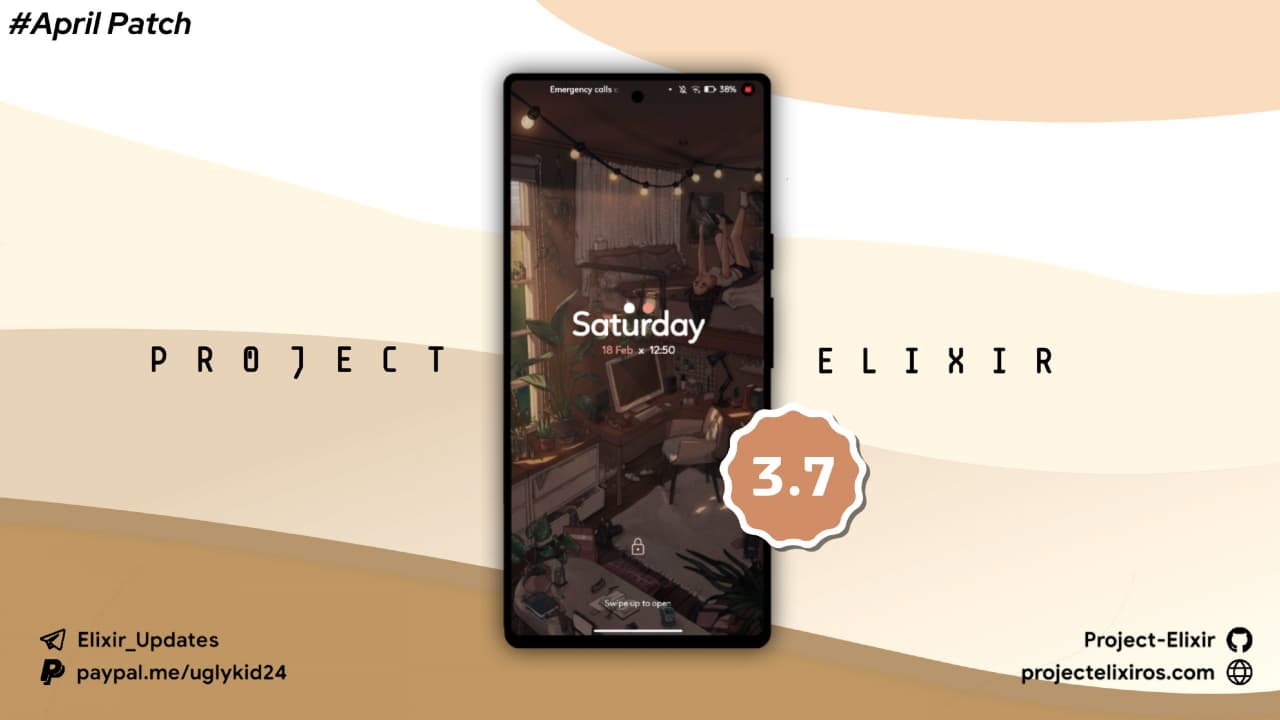 #April Patch
Emergency calls
38%
Saturday
18 Feb x 12:50
PROJECT ELIXIR
3.7
Swipe up to open
Elixir_Updates
paypal.me/uglykid24
Project-Elixir
projectelixiros.com